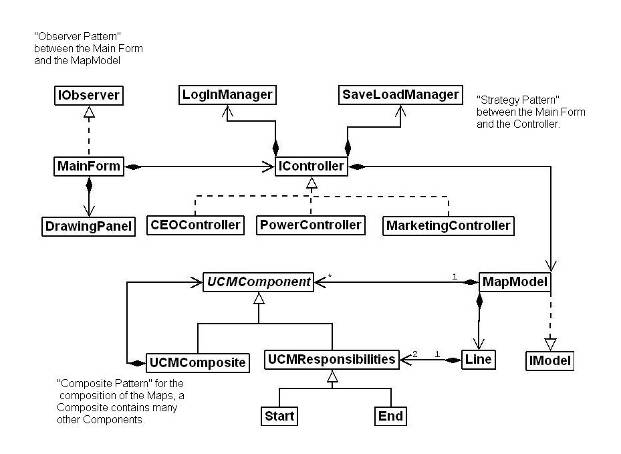 "Observer Pattern"
between the Main Form
and the MapModel
IObserver
LogInManager
SaveLoadManager
"Strategy Pattern"
between the Main Form
and the Controller.
MainForm
IController
DrawingPanel
CEOController
PowerController
MarketingController
UCMComponent
*
1
MapModel
UCMComposite
UCMResponsibilities
2
1
Line
IModel
"Composite Pattern" for the
composition of the Maps, a
Composite contains many
other Components
Start
End